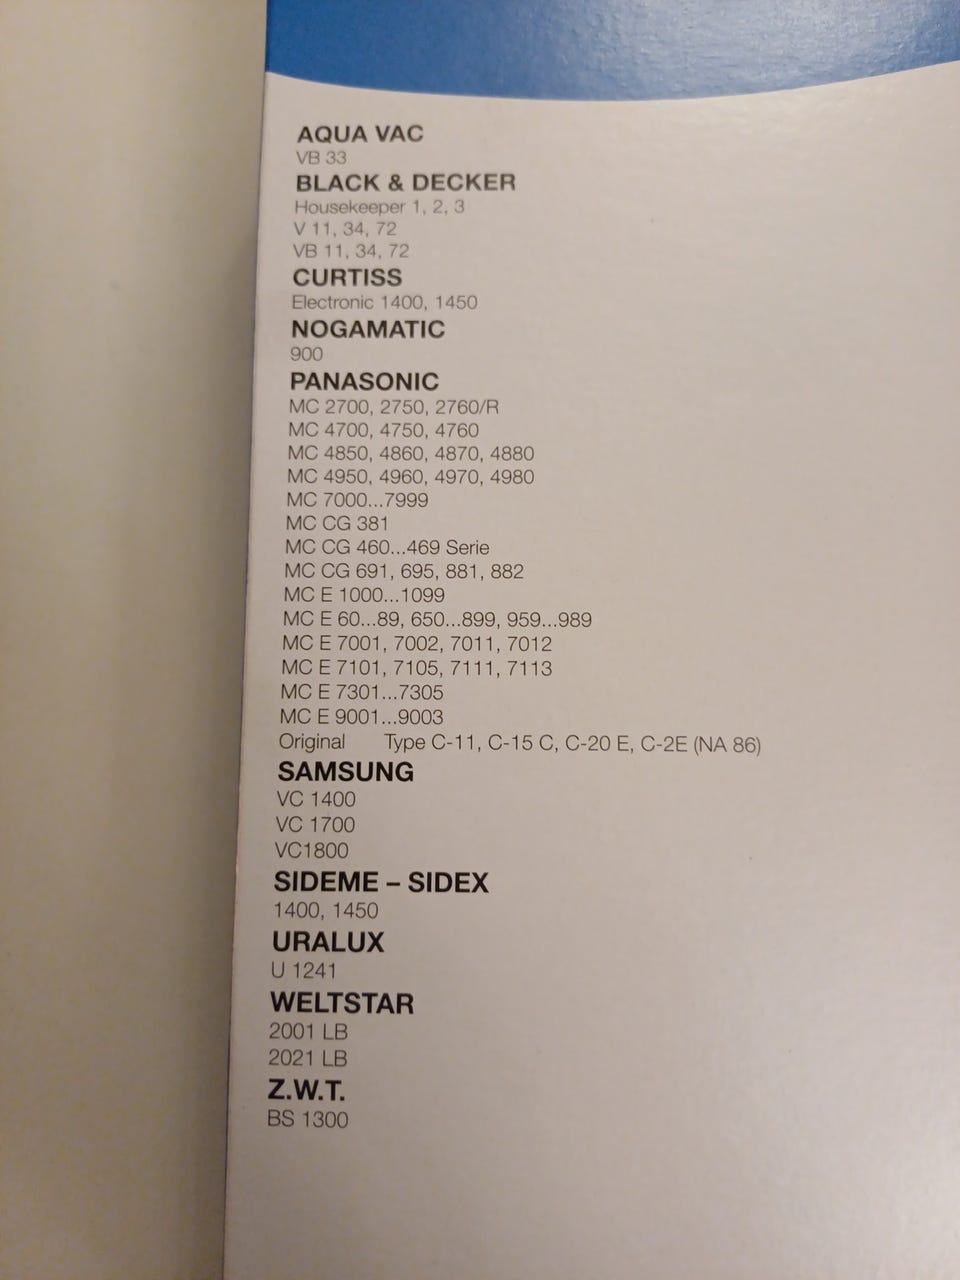 AQUA VAC
VB 33
BLACK & DECKER
Housekeeper 1, 2, 3
V 11, 34, 72
VB 11, 34, 72
CURTISS
Electronic 1400, 1450
NOGAMATIC
900
PANASONIC
MC 2700, 2750, 2760/R
MC 4700, 4750, 4760
MC 4850, 4860, 4870, 4880
MC 4950, 4960, 4970, 4980
MC 7000...7999
MC CG 381
MC CG 460...469 Serie
MC CG 691, 695, 881, 882
MC E 1000...1099
MC E 60...89, 650...899, 959...989
MC E 7001, 7002, 7011, 7012
MC E 7101, 7105, 7111, 7113
MC E 7301...7305
MC E 9001...9003
Original Type C-11, C-15 C, C-20 E, C-2E (NA 86)
SAMSUNG
VC 1400
VC 1700
VC1800
SIDEME – SIDEX
1400, 1450
URALUX
U 1241
WELTSTAR
2001 LB
2021 LB
Z.W.T.
BS 1300